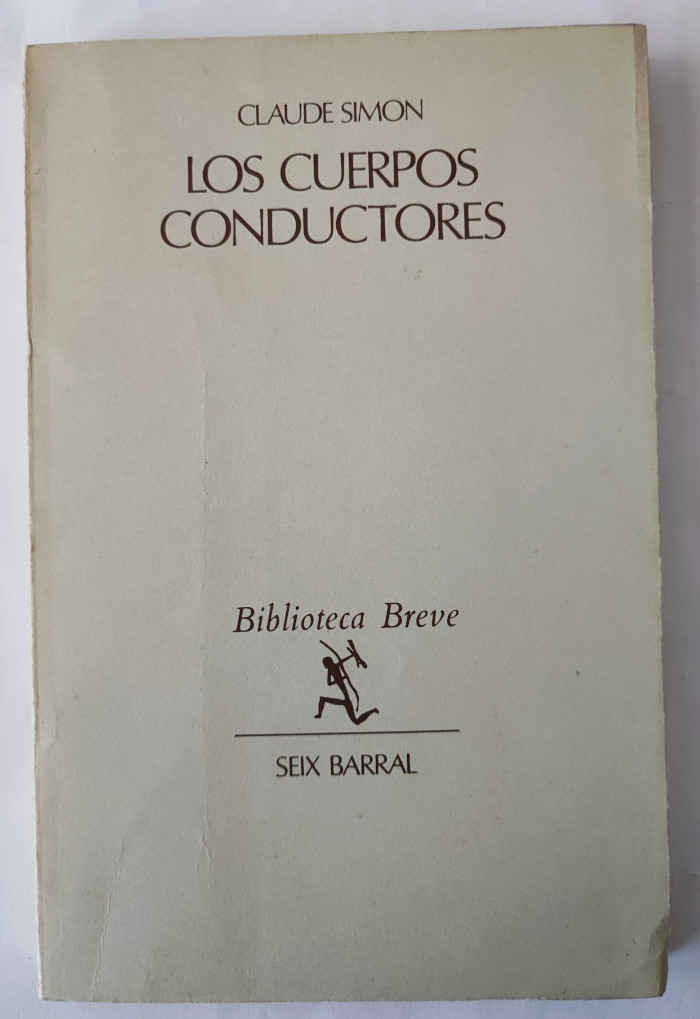 CLAUDE SIMON
LOS CUERPOS
CONDUCTORES
Biblioteca Breve
SEIX BARRAL